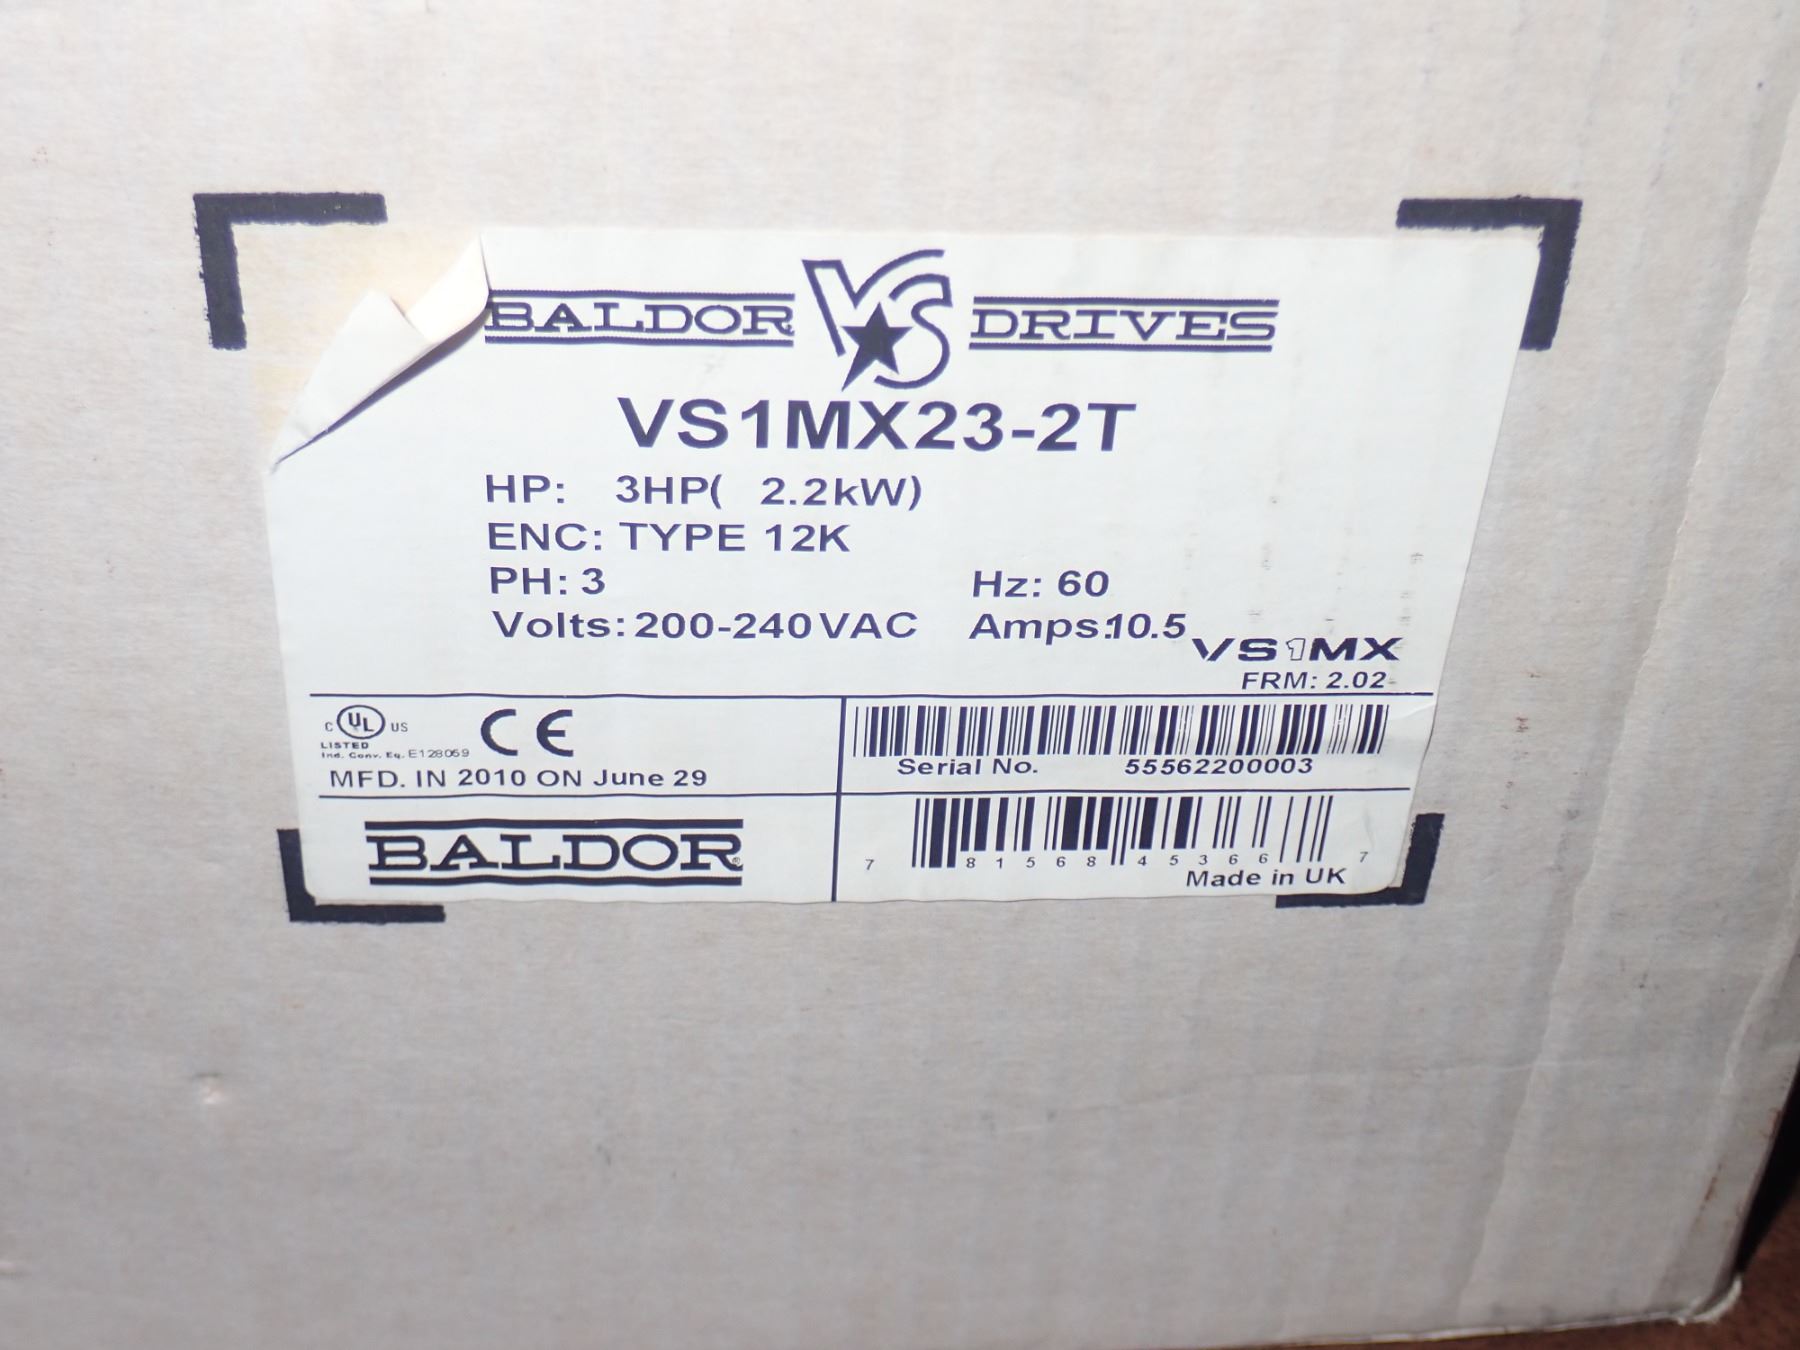 BALDOR VS DRIVES
VS1MX23-2T
HP: 3HP( 2.2kW)
ENC: TYPE 12K
PH: 3 Hz: 60
Volts: 200-240VAC Amps:10.5
VS1MX
FRM: 2.02
C UL US
LISTED
Ind. Conv. Eq. E128059
CE
MFD. IN 2010 ON June 29
Serial No. 55562200003
BALDOR
7 81568 45366 7
Made in UK